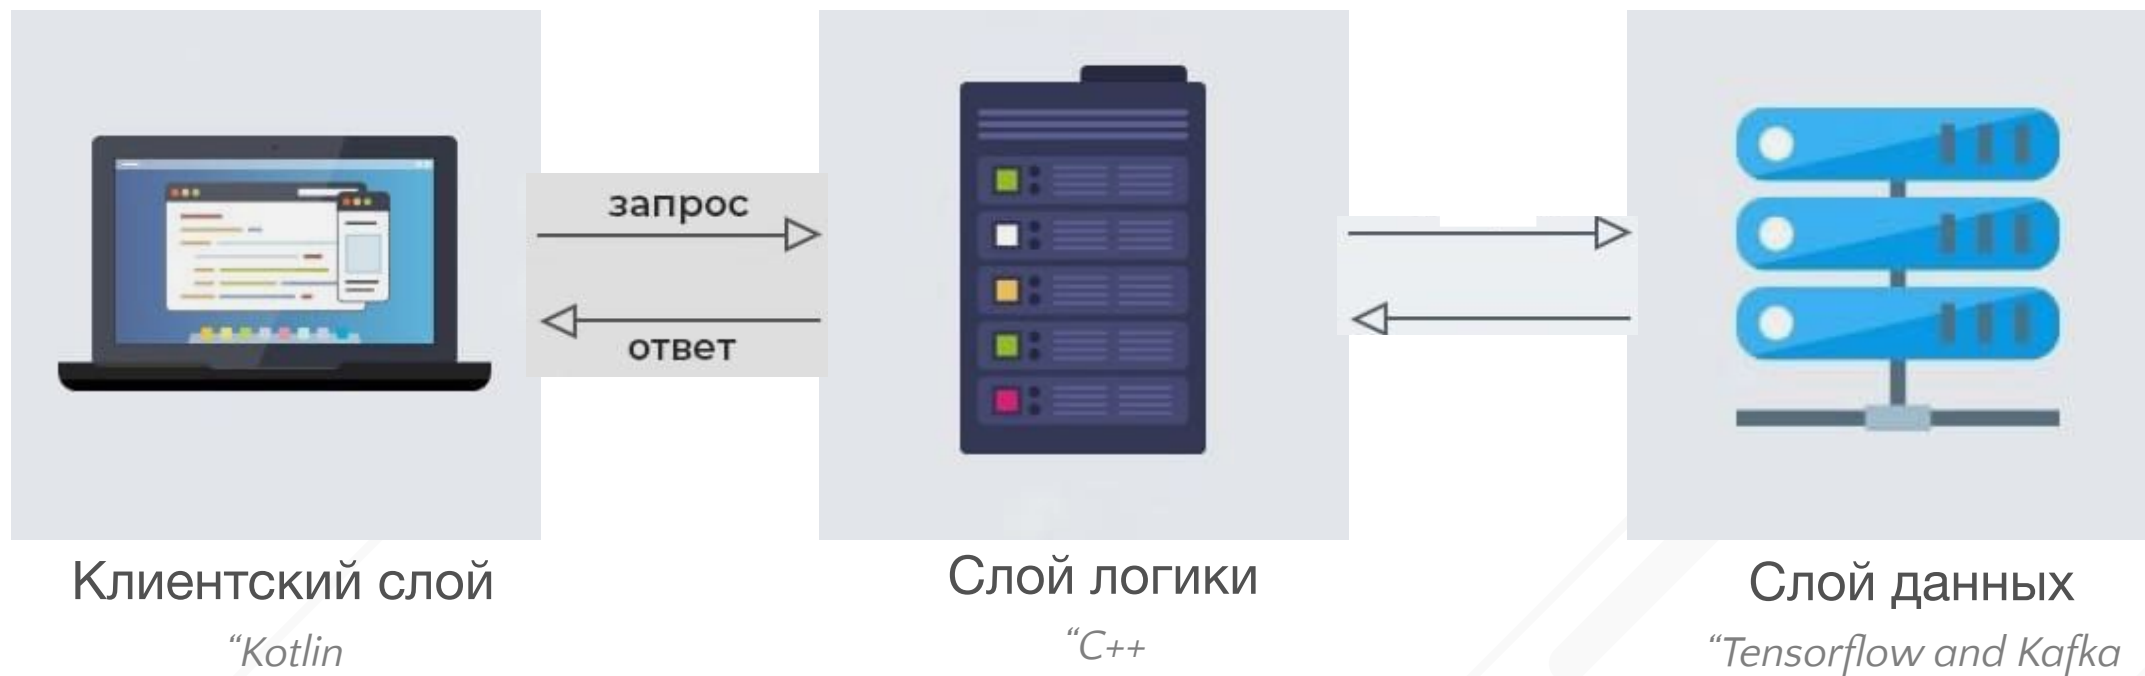 запрос
ответ
Клиентский слой
“Kotlin
Слой логики
“C++
Слой данных
“Tensorflow and Kafka